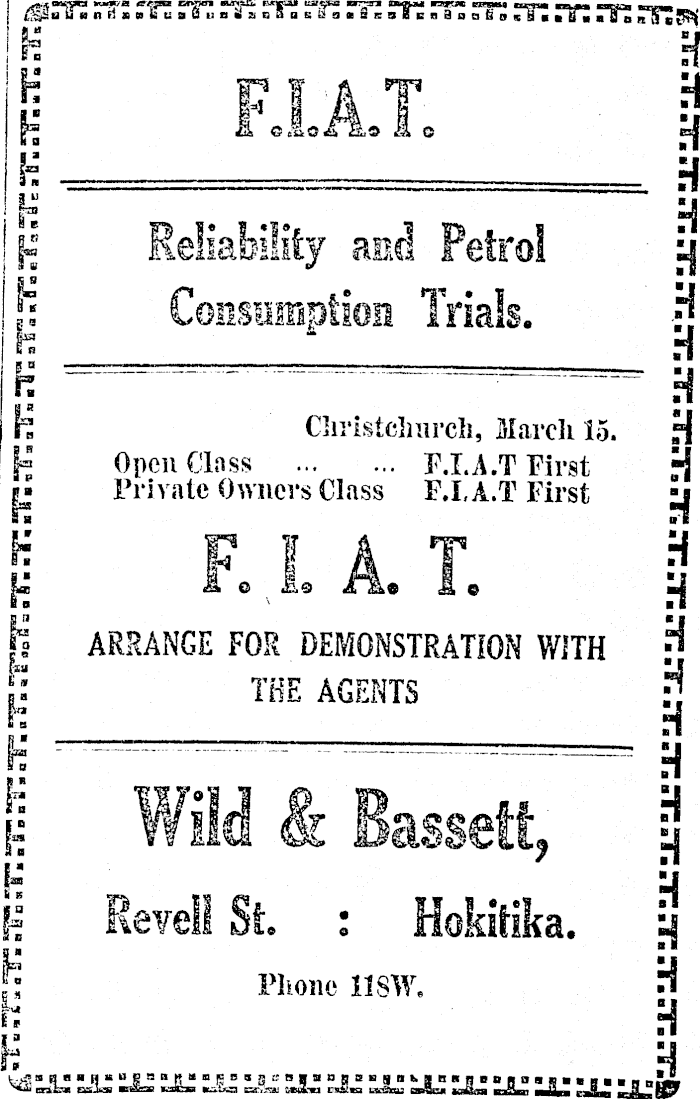 F.I.A.T.
Reliability and Petrol
Consumption Trials.
Christchurch, March 15.
Open Class ... ... F.I.A.T First
Private Owners Class F.I.A.T First
F. I. A. T.
ARRANGE FOR DEMONSTRATION WITH
THE AGENTS
Wild & Bassett,
Revell St. : Hokitika.
Phone 118W.